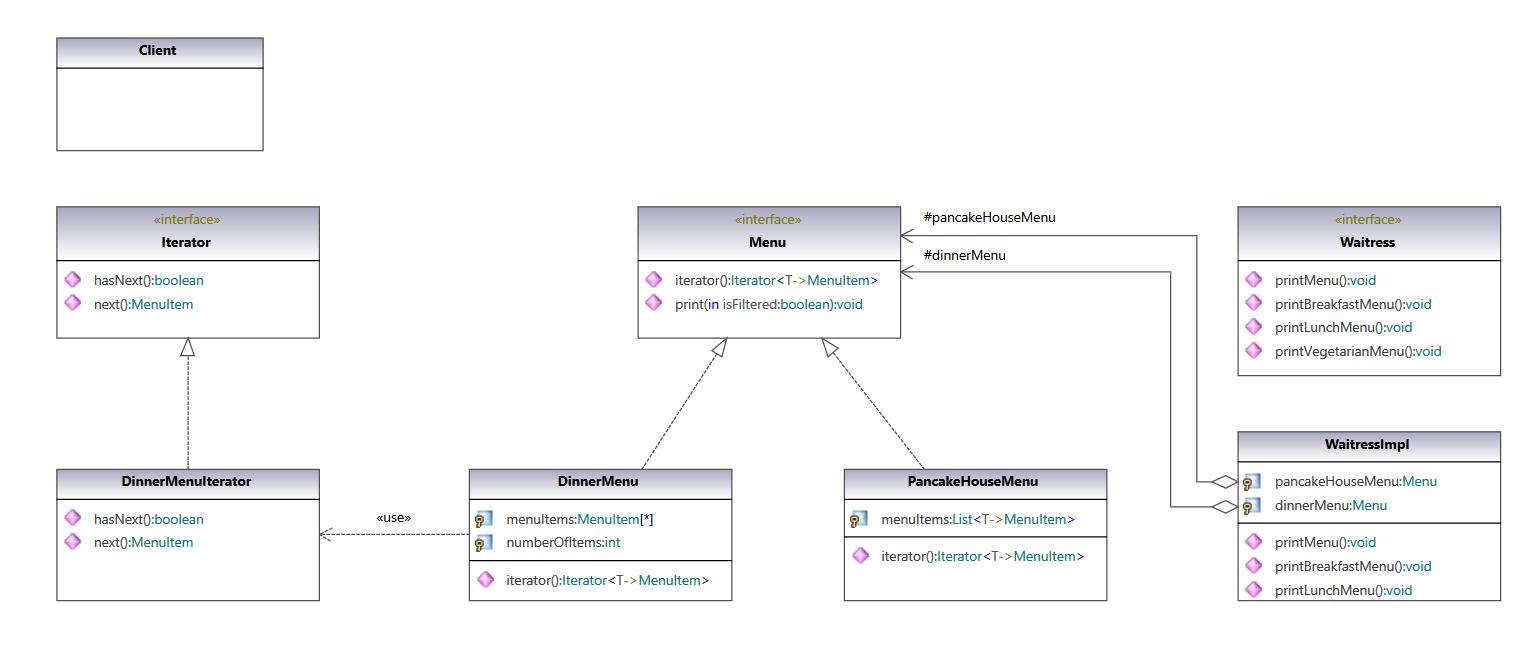 Client
«interface»
Iterator
hasNext():boolean
next():MenuItem
«interface»
Menu
iterator():Iterator<T->MenuItem>
print(in isFiltered:boolean):void
#pancakeHouseMenu
#dinnerMenu
«interface»
Waitress
printMenu():void
printBreakfastMenu():void
printLunchMenu():void
printVegetarianMenu():void
DinnerMenuIterator
hasNext():boolean
next():MenuItem
«use»
DinnerMenu
menuItems:MenuItem[*]
numberOfItems:int
iterator():Iterator<T->MenuItem>
PancakeHouseMenu
menuItems:List<T->MenuItem>
iterator():Iterator<T->MenuItem>
WaitressImpl
pancakeHouseMenu:Menu
dinnerMenu:Menu
printMenu():void
printBreakfastMenu():void
printLunchMenu():void